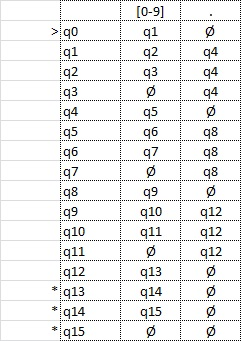 [0-9] .
> q0 q1 Ø
q1 q2 q4
q2 q3 q4
q3 Ø q4
q4 q5 Ø
q5 q6 q8
q6 q7 q8
q7 Ø q8
q8 q9 Ø
q9 q10 q12
q10 q11 q12
q11 Ø q12
q12 q13 Ø
* q13 q14 Ø
* q14 q15 Ø
* q15 Ø Ø